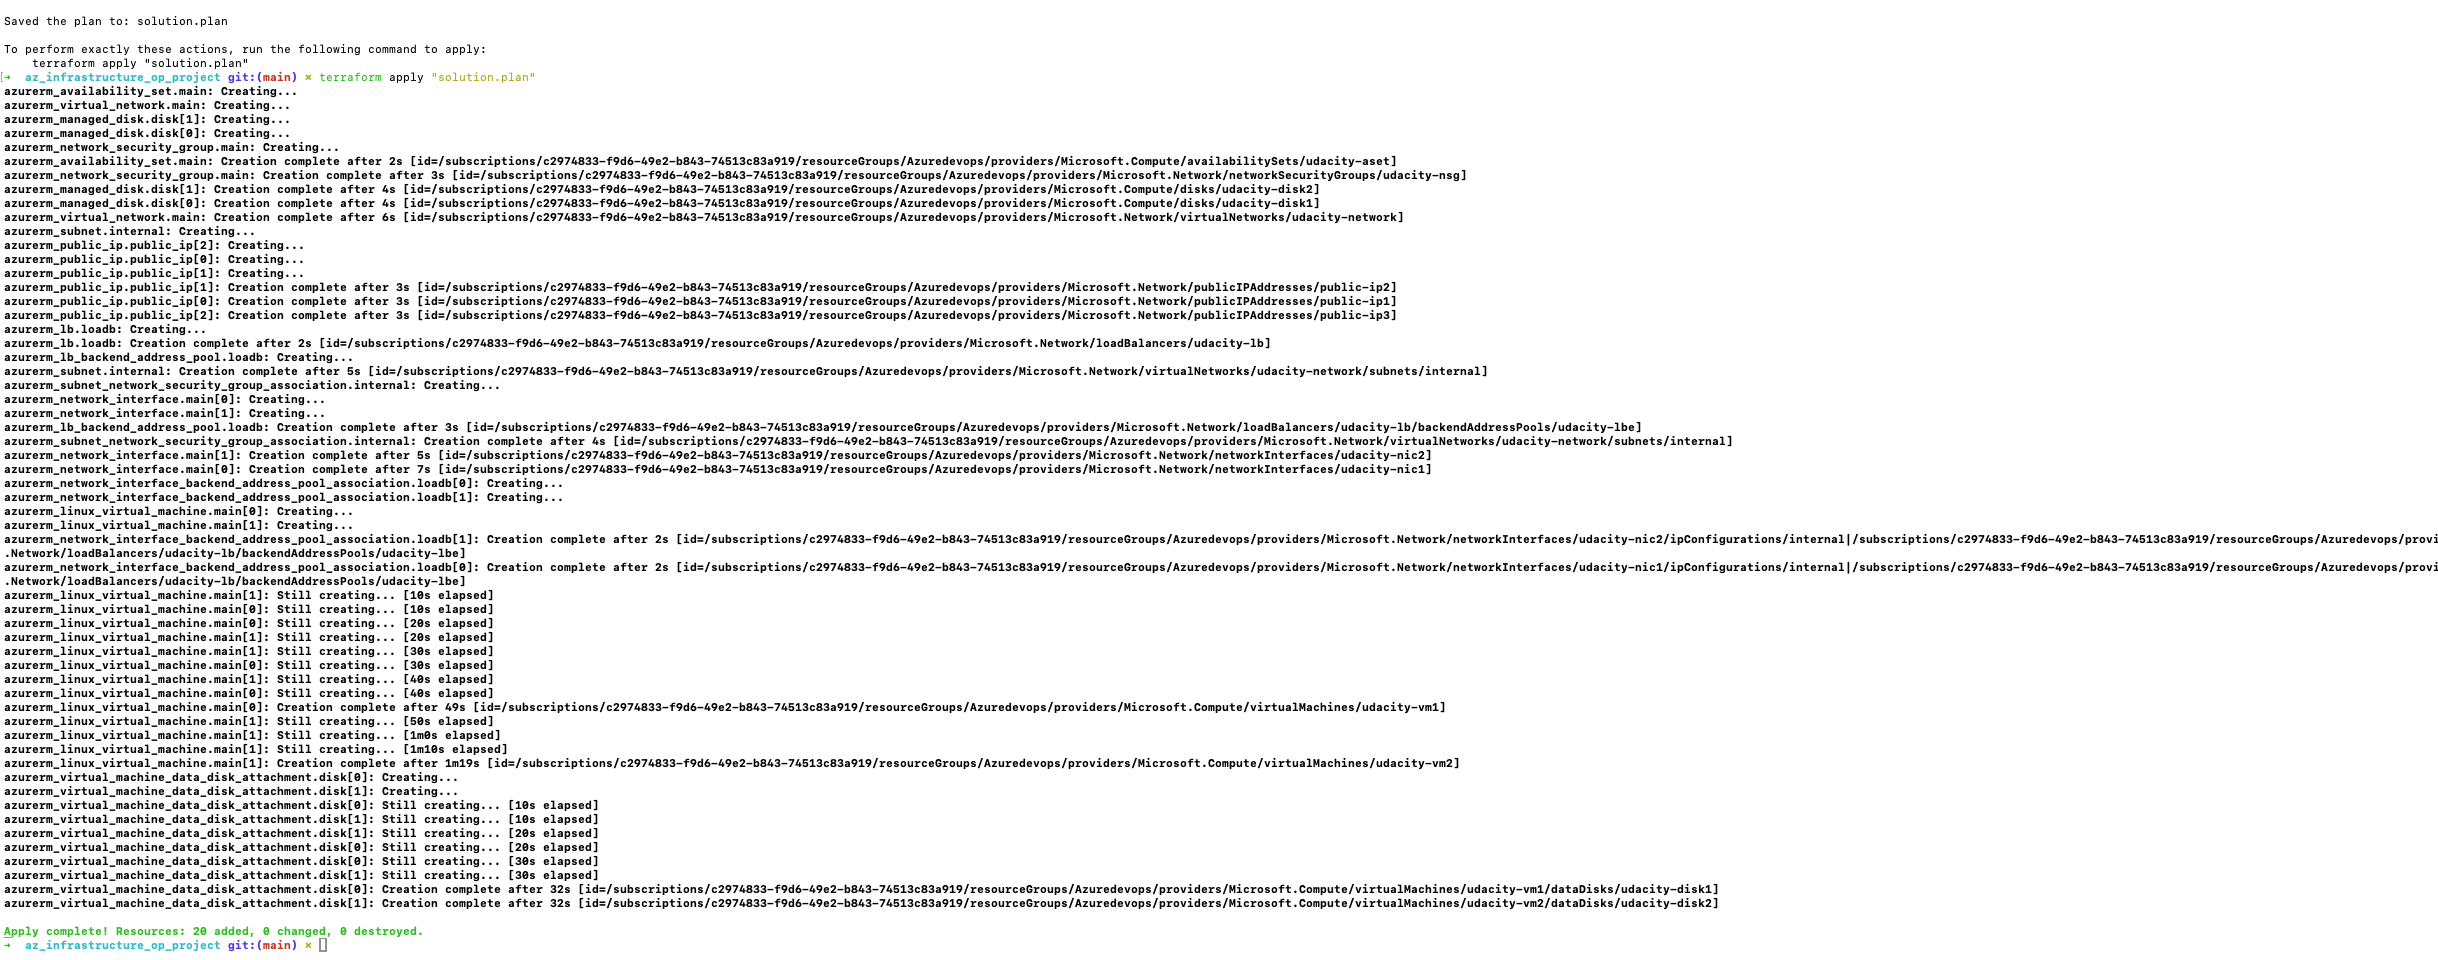 Saved the plan to: solution.plan
To perform exactly these actions, run the following command to apply:
    terraform apply "solution.plan"
➜  az_infrastructure_op_project git:(main) ✗ terraform apply "solution.plan"
azurerm_availability_set.main: Creating...
azurerm_virtual_network.main: Creating...
azurerm_managed_disk.disk[1]: Creating...
azurerm_managed_disk.disk[0]: Creating...
azurerm_network_security_group.main: Creating...
azurerm_availability_set.main: Creation complete after 2s [id=/subscriptions/c2974833-f9d6-49e2-b843-74513c83a919/resourceGroups/Azuredevops/providers/Microsoft.Compute/availabilitySets/udacity-aset]
azurerm_network_security_group.main: Creation complete after 3s [id=/subscriptions/c2974833-f9d6-49e2-b843-74513c83a919/resourceGroups/Azuredevops/providers/Microsoft.Network/networkSecurityGroups/udacity-nsg]
azurerm_managed_disk.disk[1]: Creation complete after 4s [id=/subscriptions/c2974833-f9d6-49e2-b843-74513c83a919/resourceGroups/Azuredevops/providers/Microsoft.Compute/disks/udacity-disk2]
azurerm_managed_disk.disk[0]: Creation complete after 4s [id=/subscriptions/c2974833-f9d6-49e2-b843-74513c83a919/resourceGroups/Azuredevops/providers/Microsoft.Compute/disks/udacity-disk1]
azurerm_virtual_network.main: Creation complete after 6s [id=/subscriptions/c2974833-f9d6-49e2-b843-74513c83a919/resourceGroups/Azuredevops/providers/Microsoft.Network/virtualNetworks/udacity-network]
azurerm_subnet.internal: Creating...
azurerm_public_ip.public_ip[2]: Creating...
azurerm_public_ip.public_ip[0]: Creating...
azurerm_public_ip.public_ip[1]: Creating...
azurerm_public_ip.public_ip[1]: Creation complete after 3s [id=/subscriptions/c2974833-f9d6-49e2-b843-74513c83a919/resourceGroups/Azuredevops/providers/Microsoft.Network/publicIPAddresses/public-ip2]
azurerm_public_ip.public_ip[0]: Creation complete after 3s [id=/subscriptions/c2974833-f9d6-49e2-b843-74513c83a919/resourceGroups/Azuredevops/providers/Microsoft.Network/publicIPAddresses/public-ip1]
azurerm_public_ip.public_ip[2]: Creation complete after 3s [id=/subscriptions/c2974833-f9d6-49e2-b843-74513c83a919/resourceGroups/Azuredevops/providers/Microsoft.Network/publicIPAddresses/public-ip3]
azurerm_lb.loadb: Creating...
azurerm_lb.loadb: Creation complete after 2s [id=/subscriptions/c2974833-f9d6-49e2-b843-74513c83a919/resourceGroups/Azuredevops/providers/Microsoft.Network/loadBalancers/udacity-lb]
azurerm_lb_backend_address_pool.loadb: Creating...
azurerm_subnet.internal: Creation complete after 5s [id=/subscriptions/c2974833-f9d6-49e2-b843-74513c83a919/resourceGroups/Azuredevops/providers/Microsoft.Network/virtualNetworks/udacity-network/subnets/internal]
azurerm_subnet_network_security_group_association.internal: Creating...
azurerm_network_interface.main[0]: Creating...
azurerm_network_interface.main[1]: Creating...
azurerm_lb_backend_address_pool.loadb: Creation complete after 3s [id=/subscriptions/c2974833-f9d6-49e2-b843-74513c83a919/resourceGroups/Azuredevops/providers/Microsoft.Network/loadBalancers/udacity-lb/backendAddressPools/udacity-lbe]
azurerm_subnet_network_security_group_association.internal: Creation complete after 4s [id=/subscriptions/c2974833-f9d6-49e2-b843-74513c83a919/resourceGroups/Azuredevops/providers/Microsoft.Network/virtualNetworks/udacity-network/subnets/internal]
azurerm_network_interface.main[1]: Creation complete after 5s [id=/subscriptions/c2974833-f9d6-49e2-b843-74513c83a919/resourceGroups/Azuredevops/providers/Microsoft.Network/networkInterfaces/udacity-nic2]
azurerm_network_interface.main[0]: Creation complete after 7s [id=/subscriptions/c2974833-f9d6-49e2-b843-74513c83a919/resourceGroups/Azuredevops/providers/Microsoft.Network/networkInterfaces/udacity-nic1]
azurerm_network_interface_backend_address_pool_association.loadb[0]: Creating...
azurerm_network_interface_backend_address_pool_association.loadb[1]: Creating...
azurerm_linux_virtual_machine.main[0]: Creating...
azurerm_linux_virtual_machine.main[1]: Creating...
azurerm_network_interface_backend_address_pool_association.loadb[1]: Creation complete after 2s [id=/subscriptions/c2974833-f9d6-49e2-b843-74513c83a919/resourceGroups/Azuredevops/providers/Microsoft.Network/networkInterfaces/udacity-nic2/ipConfigurations/internal|/subscriptions/c2974833-f9d6-49e2-b843-74513c83a919/resourceGroups/Azuredevops/provi
.Network/loadBalancers/udacity-lb/backendAddressPools/udacity-lbe]
azurerm_network_interface_backend_address_pool_association.loadb[0]: Creation complete after 2s [id=/subscriptions/c2974833-f9d6-49e2-b843-74513c83a919/resourceGroups/Azuredevops/providers/Microsoft.Network/networkInterfaces/udacity-nic1/ipConfigurations/internal|/subscriptions/c2974833-f9d6-49e2-b843-74513c83a919/resourceGroups/Azuredevops/provi
.Network/loadBalancers/udacity-lb/backendAddressPools/udacity-lbe]
azurerm_linux_virtual_machine.main[1]: Still creating... [10s elapsed]
azurerm_linux_virtual_machine.main[0]: Still creating... [10s elapsed]
azurerm_linux_virtual_machine.main[0]: Still creating... [20s elapsed]
azurerm_linux_virtual_machine.main[1]: Still creating... [20s elapsed]
azurerm_linux_virtual_machine.main[1]: Still creating... [30s elapsed]
azurerm_linux_virtual_machine.main[0]: Still creating... [30s elapsed]
azurerm_linux_virtual_machine.main[1]: Still creating... [40s elapsed]
azurerm_linux_virtual_machine.main[0]: Still creating... [40s elapsed]
azurerm_linux_virtual_machine.main[0]: Creation complete after 49s [id=/subscriptions/c2974833-f9d6-49e2-b843-74513c83a919/resourceGroups/Azuredevops/providers/Microsoft.Compute/virtualMachines/udacity-vm1]
azurerm_linux_virtual_machine.main[1]: Still creating... [50s elapsed]
azurerm_linux_virtual_machine.main[1]: Still creating... [1m0s elapsed]
azurerm_linux_virtual_machine.main[1]: Still creating... [1m10s elapsed]
azurerm_linux_virtual_machine.main[1]: Creation complete after 1m19s [id=/subscriptions/c2974833-f9d6-49e2-b843-74513c83a919/resourceGroups/Azuredevops/providers/Microsoft.Compute/virtualMachines/udacity-vm2]
azurerm_virtual_machine_data_disk_attachment.disk[0]: Creating...
azurerm_virtual_machine_data_disk_attachment.disk[1]: Creating...
azurerm_virtual_machine_data_disk_attachment.disk[0]: Still creating... [10s elapsed]
azurerm_virtual_machine_data_disk_attachment.disk[1]: Still creating... [10s elapsed]
azurerm_virtual_machine_data_disk_attachment.disk[1]: Still creating... [20s elapsed]
azurerm_virtual_machine_data_disk_attachment.disk[0]: Still creating... [20s elapsed]
azurerm_virtual_machine_data_disk_attachment.disk[0]: Still creating... [30s elapsed]
azurerm_virtual_machine_data_disk_attachment.disk[1]: Still creating... [30s elapsed]
azurerm_virtual_machine_data_disk_attachment.disk[0]: Creation complete after 32s [id=/subscriptions/c2974833-f9d6-49e2-b843-74513c83a919/resourceGroups/Azuredevops/providers/Microsoft.Compute/virtualMachines/udacity-vm1/dataDisks/udacity-disk1]
azurerm_virtual_machine_data_disk_attachment.disk[1]: Creation complete after 32s [id=/subscriptions/c2974833-f9d6-49e2-b843-74513c83a919/resourceGroups/Azuredevops/providers/Microsoft.Compute/virtualMachines/udacity-vm2/dataDisks/udacity-disk2]
Apply complete! Resources: 20 added, 0 changed, 0 destroyed.
➜  az_infrastructure_op_project git:(main) ✗